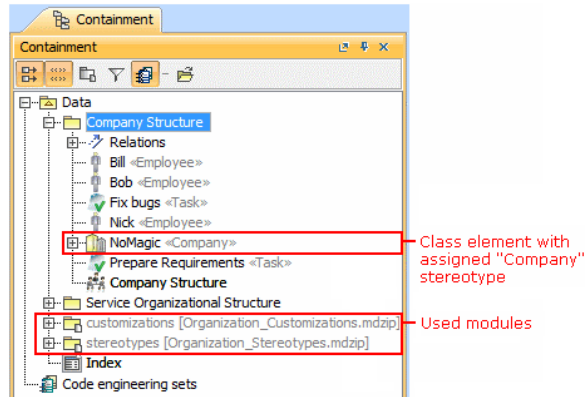 Containment
Containment
Data
Company Structure
Relations
Bill «Employee»
Bob «Employee»
Fix bugs «Task»
Nick «Employee»
NoMagic «Company»
Class element with
assigned "Company"
stereotype
Prepare Requirements «Task»
Company Structure
Service Organizational Structure
customizations [Organization_Customizations.mdzip]
Used modules
stereotypes [Organization_Stereotypes.mdzip]
Index
Code engineering sets